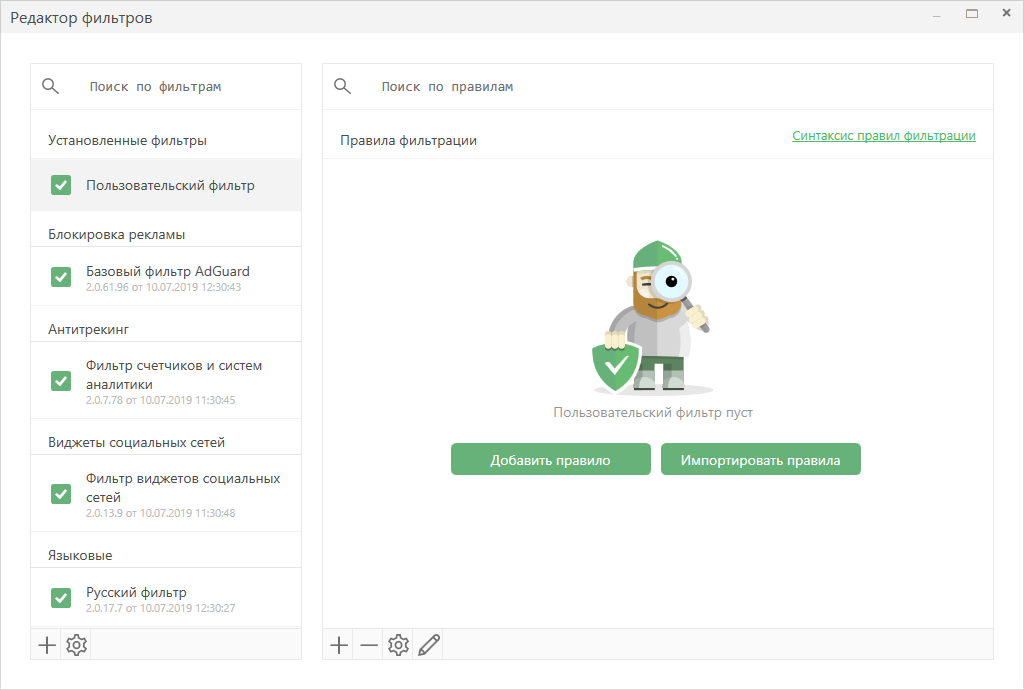 Редактор фильтров
Поиск по фильтрам
Установленные фильтры
Пользовательский фильтр
Блокировка рекламы
Базовый фильтр AdGuard
2.0.61.96 от 10.07.2019 12:30:43
Антитрекинг
Фильтр счетчиков и систем
аналитики
2.0.7.78 от 10.07.2019 11:30:45
Виджеты социальных сетей
Фильтр виджетов социальных
сетей
2.0.13.9 от 10.07.2019 11:30:48
Языковые
Русский фильтр
2.0.17.7 от 10.07.2019 12:30:27
Поиск по правилам
Правила фильтрации
Синтаксис правил фильтрации
Пользовательский фильтр пуст
Добавить правило
Импортировать правила